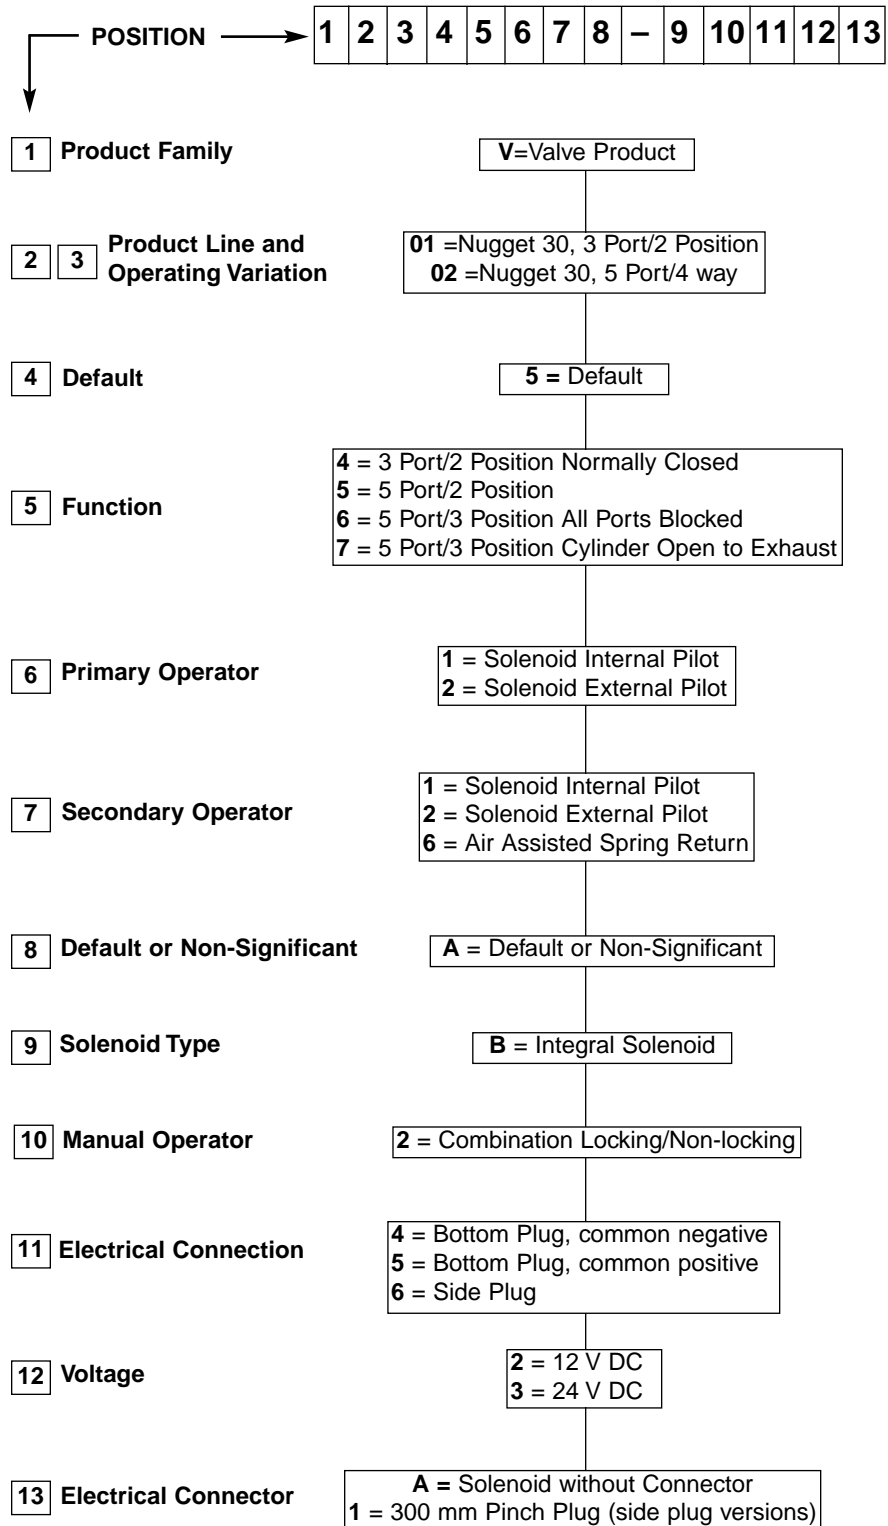 POSITION 1 2 3 4 5 6 7 8 – 9 10 11 12 13
1 Product Family
V=Valve Product
2 3 Product Line and
Operating Variation
01 =Nugget 30, 3 Port/2 Position
02 =Nugget 30, 5 Port/4 way
4 Default
5 = Default
5 Function
4 = 3 Port/2 Position Normally Closed
5 = 5 Port/2 Position
6 = 5 Port/3 Position All Ports Blocked
7 = 5 Port/3 Position Cylinder Open to Exhaust
6 Primary Operator
1 = Solenoid Internal Pilot
2 = Solenoid External Pilot
7 Secondary Operator
1 = Solenoid Internal Pilot
2 = Solenoid External Pilot
6 = Air Assisted Spring Return
8 Default or Non-Significant
A = Default or Non-Significant
9 Solenoid Type
B = Integral Solenoid
10 Manual Operator
2 = Combination Locking/Non-locking
11 Electrical Connection
4 = Bottom Plug, common negative
5 = Bottom Plug, common positive
6 = Side Plug
12 Voltage
2 = 12 V DC
3 = 24 V DC
13 Electrical Connector
A = Solenoid without Connector
1 = 300 mm Pinch Plug (side plug versions)